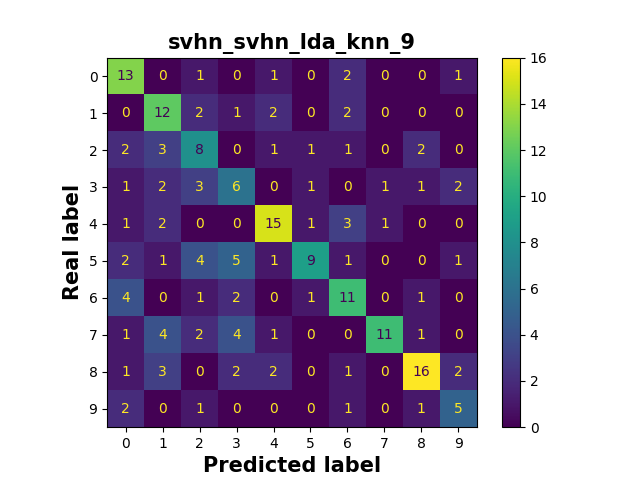 svhn_svhn_lda_knn_9
0 13 0 1 0 1 0 2 0 0 1
1 0 12 2 1 2 0 2 0 0 0
2 2 3 8 0 1 1 1 0 2 0
3 1 2 3 6 0 1 0 1 1 2
4 1 2 0 0 15 1 3 1 0 0
5 2 1 4 5 1 9 1 0 0 1
6 4 0 1 2 0 1 11 0 1 0
7 1 4 2 4 1 0 0 11 1 0
8 1 3 0 2 2 0 1 0 16 2
9 2 0 1 0 0 0 1 0 1 5
0 1 2 3 4 5 6 7 8 9
Predicted label
Real label
16
14
12
10
8
6
4
2
0